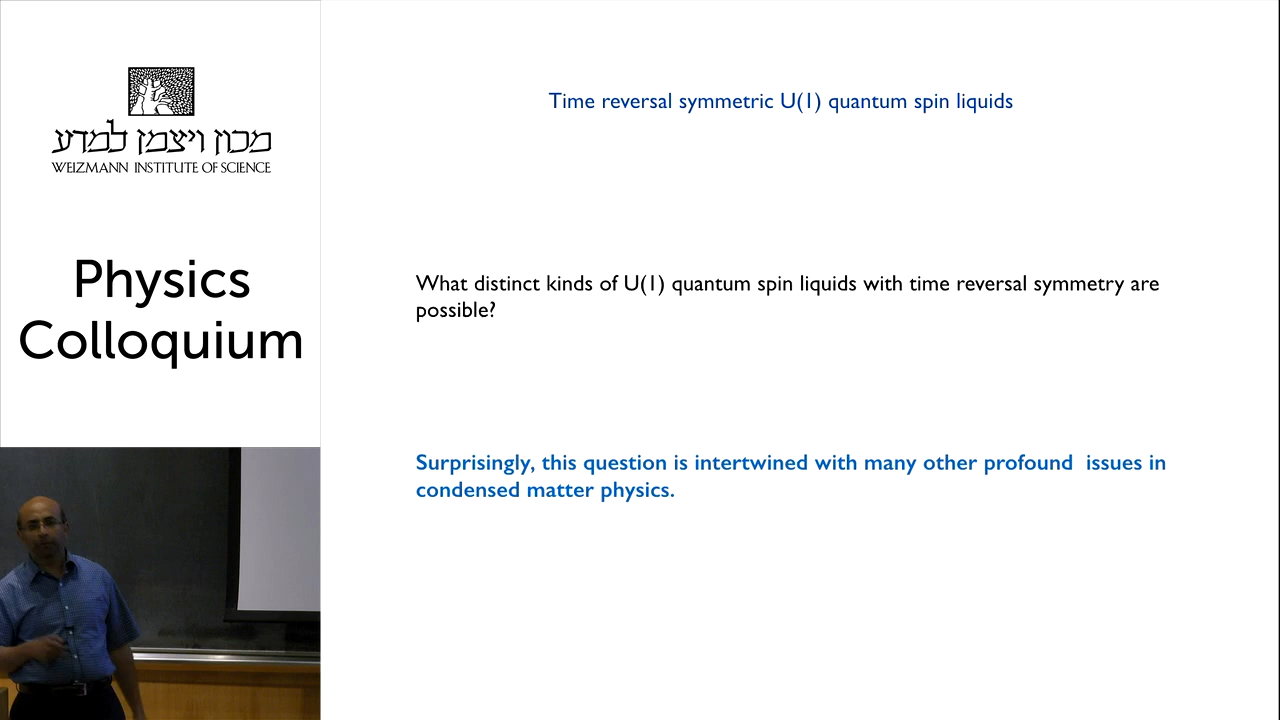 מכון ויצמן למדע
WEIZMANN INSTITUTE OF SCIENCE
Physics
Colloquium
Time reversal symmetric U(1) quantum spin liquids
What distinct kinds of U(1) quantum spin liquids with time reversal symmetry are
possible?
Surprisingly, this question is intertwined with many other profound issues in
condensed matter physics.